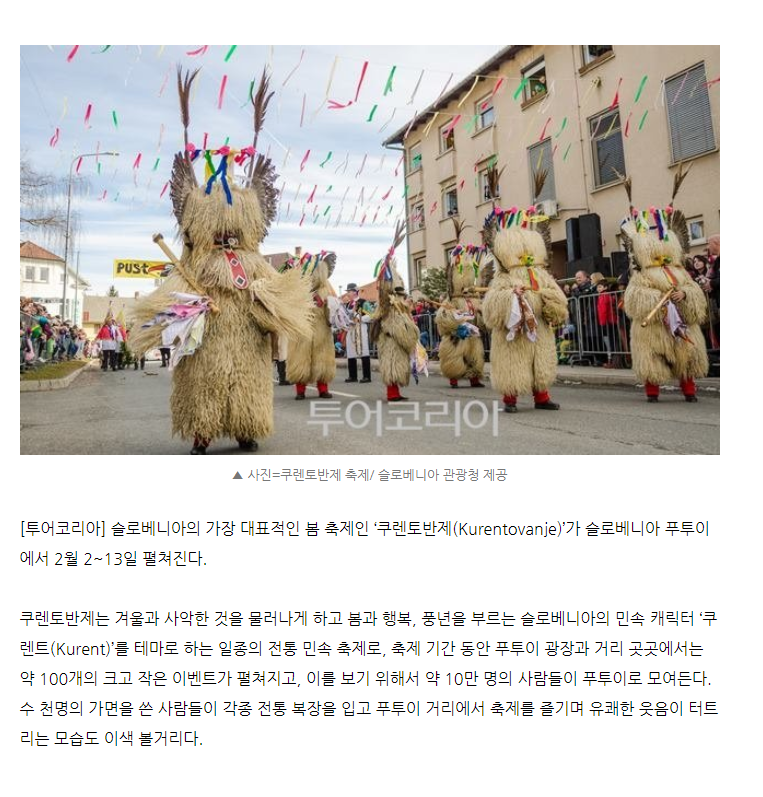 PUST
투어코리아
▲ 사진=쿠렌토반제 축제/ 슬로베니아 관광청 제공
[투어코리아] 슬로베니아의 가장 대표적인 봄 축제인 ‘쿠렌토반제(Kurentovanje)’가 슬로베니아 푸투이
에서 2월 2~13일 펼쳐진다.
쿠렌토반제는 겨울과 사악한 것을 물러나게 하고 봄과 행복, 풍년을 부르는 슬로베니아의 민속 캐릭터 ‘쿠
렌트(Kurent)’를 테마로 하는 일종의 전통 민속 축제로, 축제 기간 동안 푸투이 광장과 거리 곳곳에서는
약 100개의 크고 작은 이벤트가 펼쳐지고, 이를 보기 위해서 약 10만 명의 사람들이 푸투이로 모여든다.
수 천명의 가면을 쓴 사람들이 각종 전통 복장을 입고 푸투이 거리에서 축제를 즐기며 유쾌한 웃음이 터트
리는 모습도 이색 볼거리다.